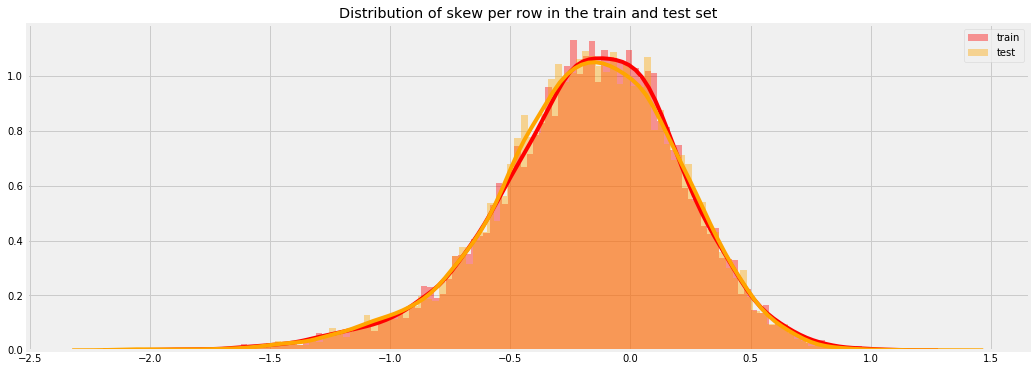 Distribution of skew per row in the train and test set
train
test
1.0
0.8
0.6
0.4
0.2
0.0
−2.5 −2.0 −1.5 −1.0 −0.5 0.0 0.5 1.0 1.5